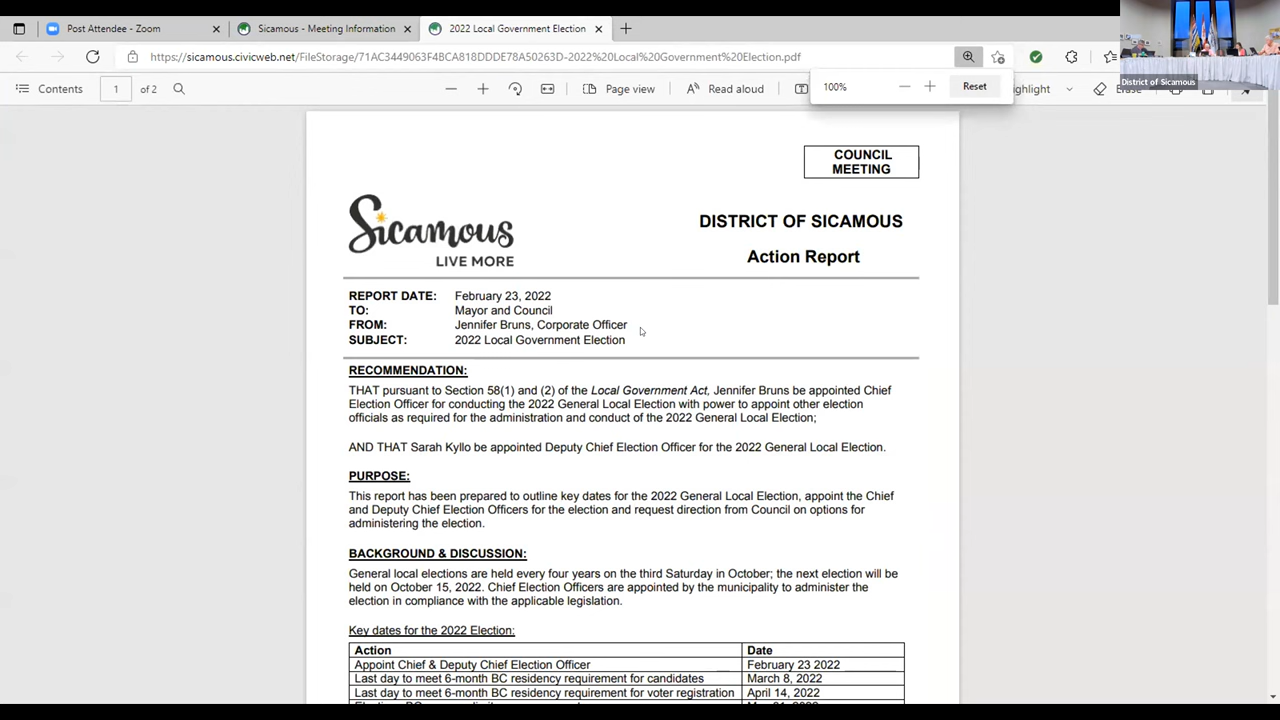 Post Attendee - Zoom
Sicamous - Meeting Information
2022 Local Government Election
https://sicamous.civicweb.net/FileStorage/71AC3449063F4BCA818DDDE78A50263D-2022%20Local%20Government%20Election.pdf
District of Sicamous
Contents
1
of 2
Page view
Read aloud
100%
Reset
COUNCIL
MEETING
Sicamous
LIVE MORE
DISTRICT OF SICAMOUS
Action Report
REPORT DATE: February 23, 2022
TO: Mayor and Council
FROM: Jennifer Bruns, Corporate Officer
SUBJECT: 2022 Local Government Election
RECOMMENDATION:
THAT pursuant to Section 58(1) and (2) of the Local Government Act, Jennifer Bruns be appointed Chief
Election Officer for conducting the 2022 General Local Election with power to appoint other election
officials as required for the administration and conduct of the 2022 General Local Election;
AND THAT Sarah Kyllo be appointed Deputy Chief Election Officer for the 2022 General Local Election.
PURPOSE:
This report has been prepared to outline key dates for the 2022 General Local Election, appoint the Chief
and Deputy Chief Election Officers for the election and request direction from Council on options for
administering the election.
BACKGROUND & DISCUSSION:
General local elections are held every four years on the third Saturday in October; the next election will be
held on October 15, 2022. Chief Election Officers are appointed by the municipality to administer the
election in compliance with the applicable legislation.
Key dates for the 2022 Election:
Action Date
Appoint Chief & Deputy Chief Election Officer February 23 2022
Last day to meet 6-month BC residency requirement for candidates March 8, 2022
Last day to meet 6-month BC residency requirement for voter registration April 14, 2022